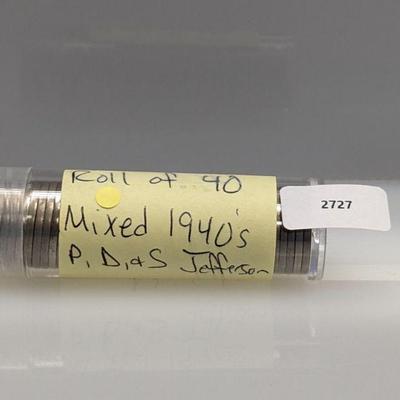 Roll of 40
Mixed 1940's
P, D, & S Jefferson
2727